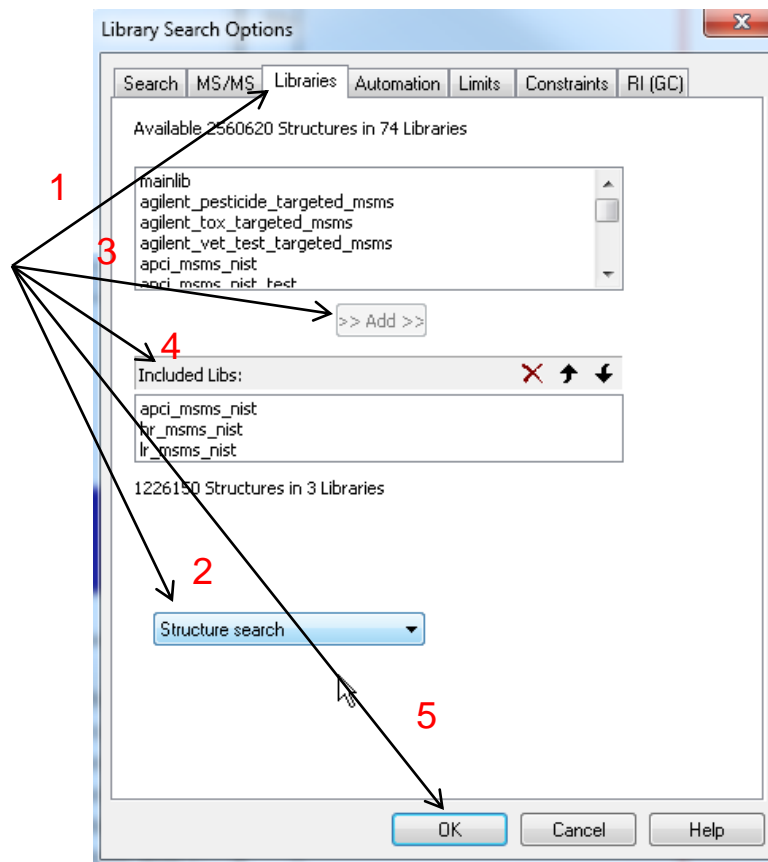 Library Search Options
x
Search MS/MS Libraries Automation Limits Constraints RI (GC)
Available 2560620 Structures in 74 Libraries
1
mainlib
agilent_pesticide_targeted_msms
agilent_tox_targeted_msms
agilent_vet_test_targeted_msms
3
apci_msms_nist
apci_msms_nist_test
>> Add >>
4
Included Libs:
apci_msms_nist
hr_msms_nist
lr_msms_nist
1226150 Structures in 3 Libraries
2
Structure search
5
OK Cancel Help